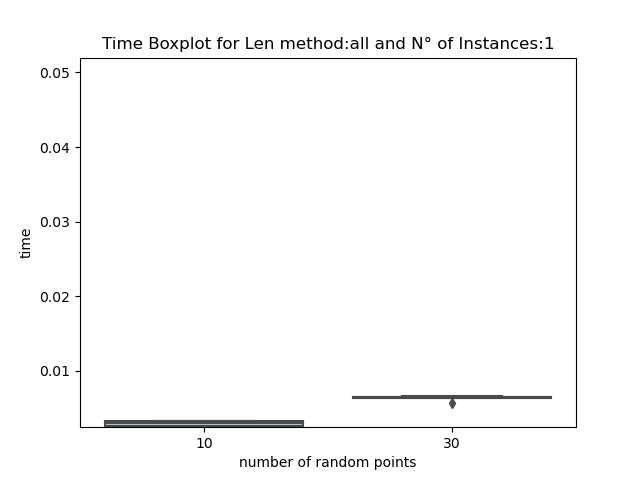 Time Boxplot for Len method:all and N° of Instances:1
0.05
0.04
0.03
0.02
0.01
time
10
30
number of random points